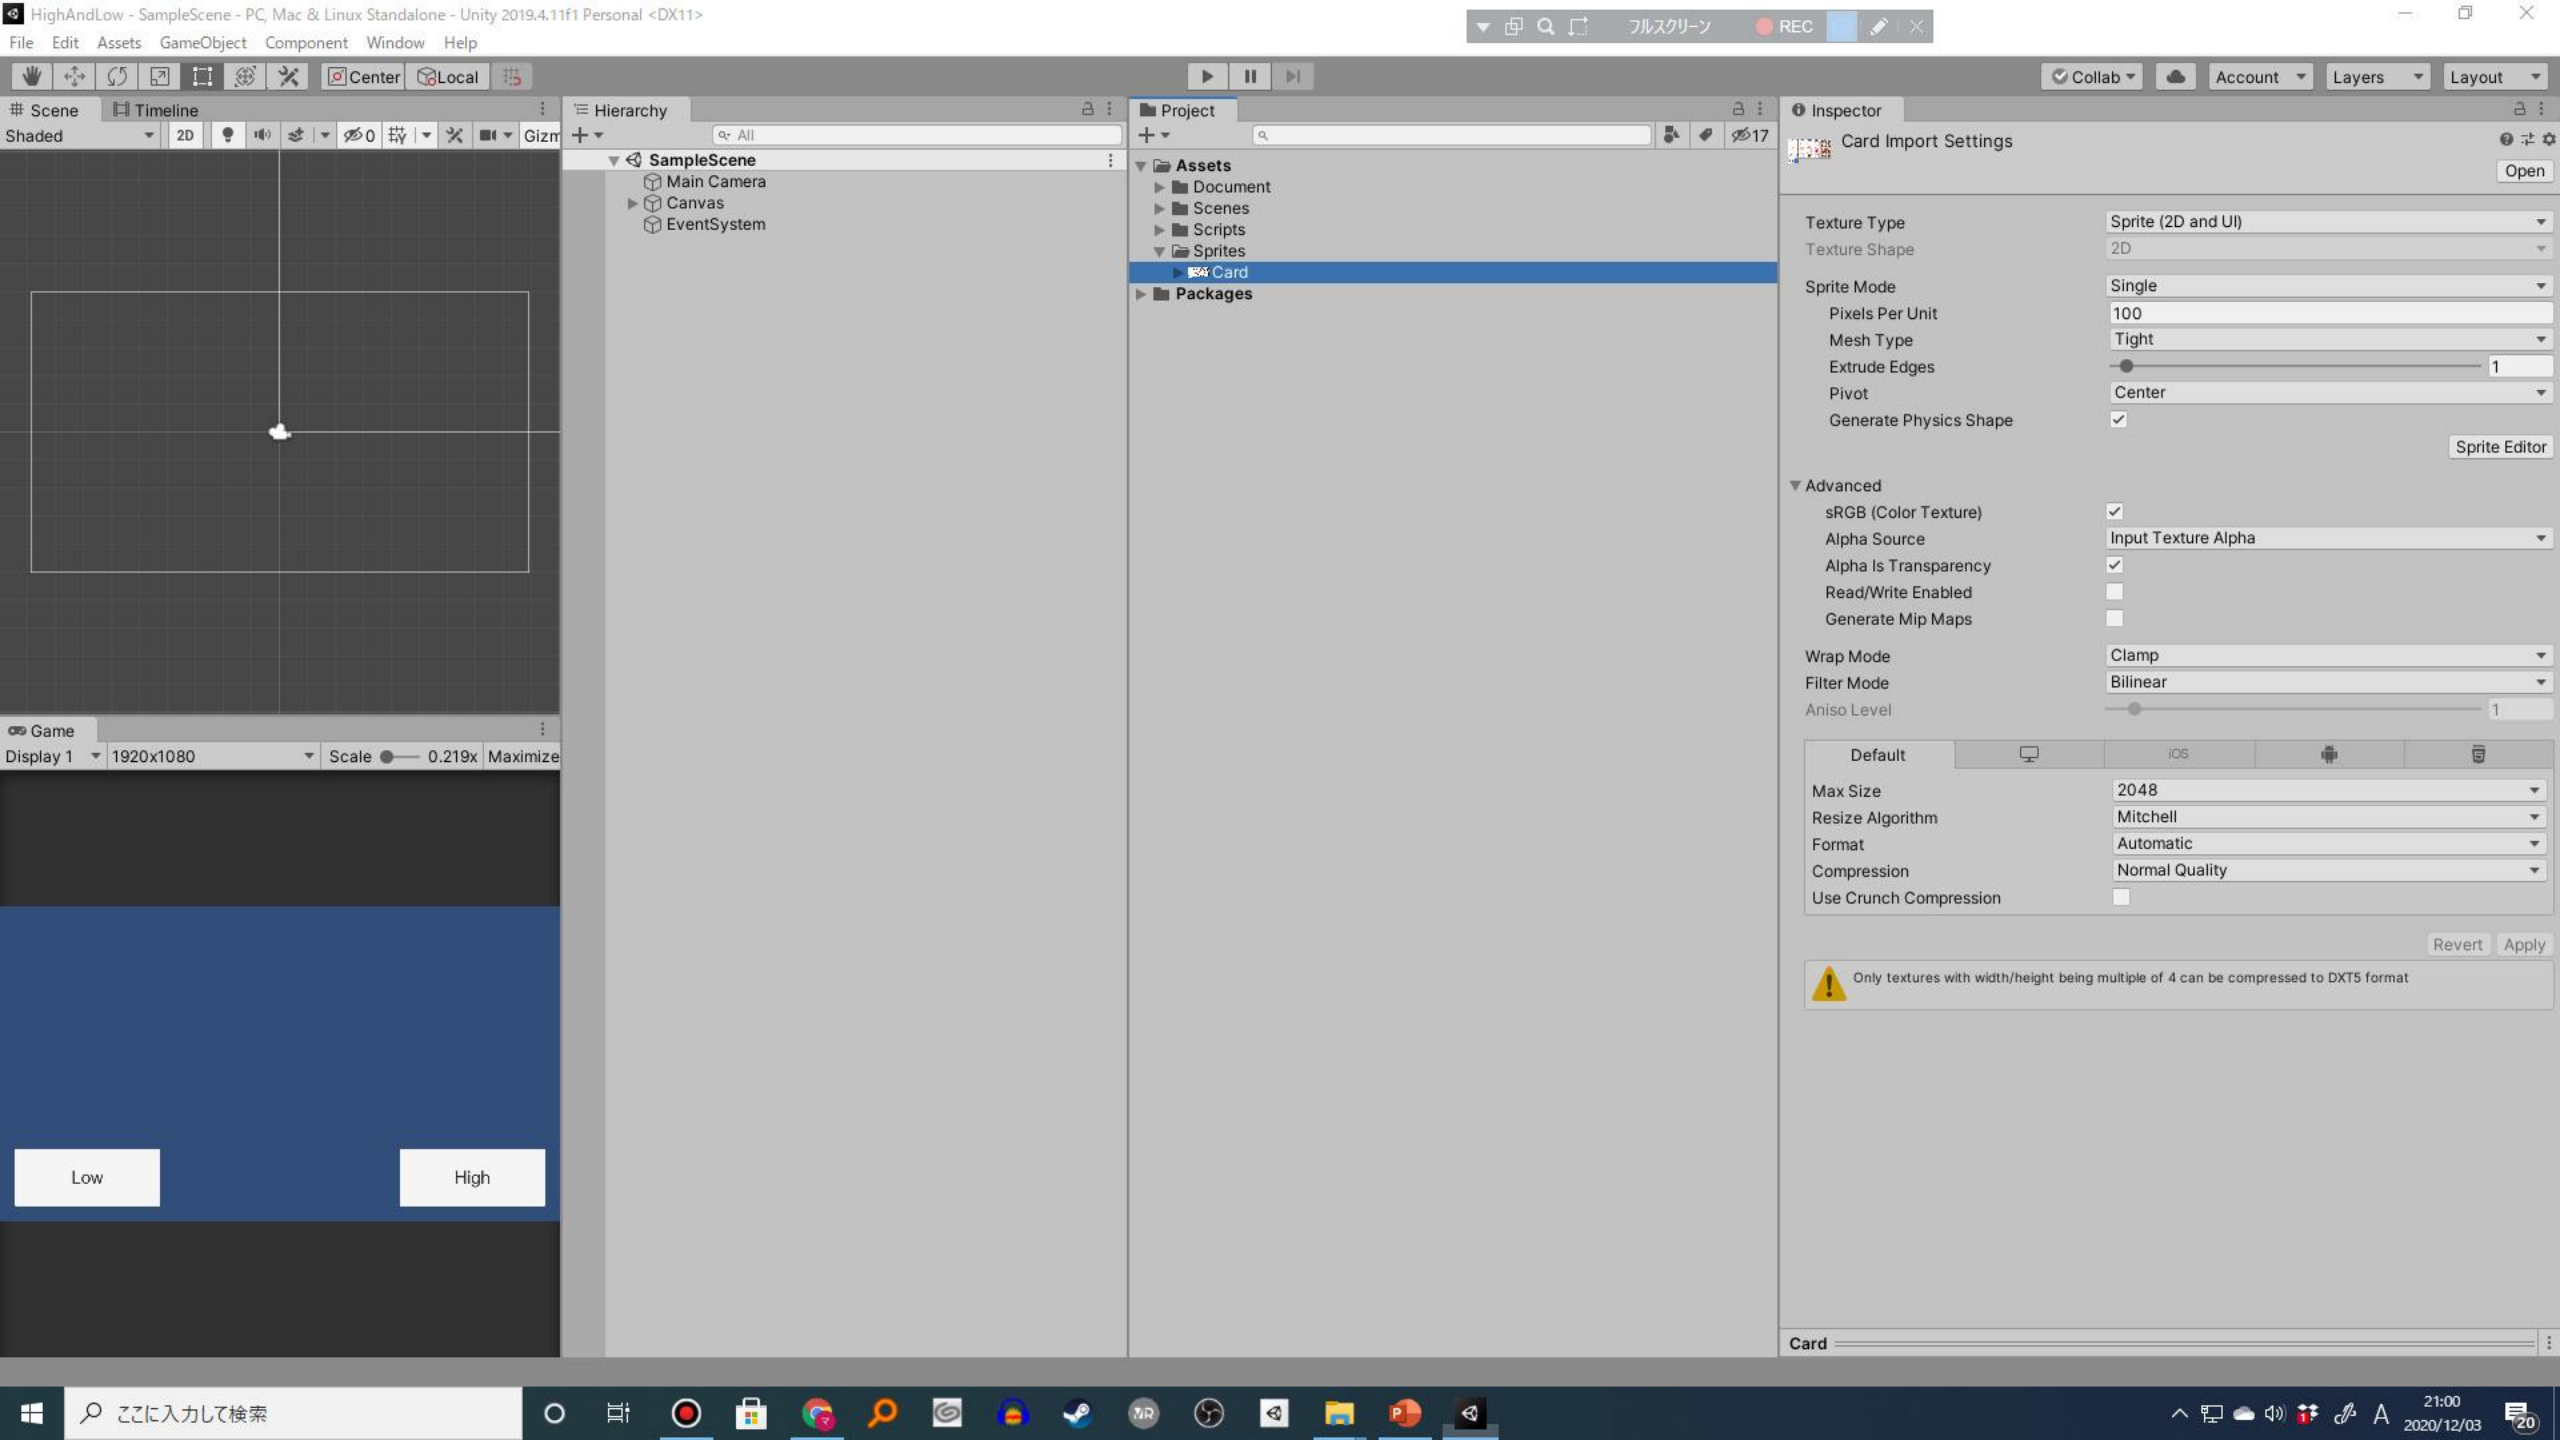 HighAndLow - SampleScene - PC, Mac & Linux Standalone - Unity 2019.4.11f1 Personal <DX11>
フルスクリーン REC
File Edit Assets GameObject Component Window Help
Center Local
Collab Account Layers Layout
Scene Timeline
Shaded 2D 0 Gizm
Hierarchy
All
SampleScene
Main Camera
Canvas
EventSystem
Project
17
Assets
Document
Scenes
Scripts
Sprites
Card
Packages
Inspector
Card Import Settings
Open
Texture Type Sprite (2D and UI)
Texture Shape 2D
Sprite Mode Single
Pixels Per Unit 100
Mesh Type Tight
Extrude Edges 1
Pivot Center
Generate Physics Shape
Sprite Editor
Advanced
sRGB (Color Texture)
Alpha Source Input Texture Alpha
Alpha Is Transparency
Read/Write Enabled
Generate Mip Maps
Wrap Mode Clamp
Filter Mode Bilinear
Aniso Level 1
Default iOS
Max Size 2048
Resize Algorithm Mitchell
Format Automatic
Compression Normal Quality
Use Crunch Compression
Revert Apply
Only textures with width/height being multiple of 4 can be compressed to DXT5 format
Card
Game
Display 1 1920x1080 Scale 0.219x Maximize
Low High
ここに入力して検索
A 21:00
2020/12/03 20